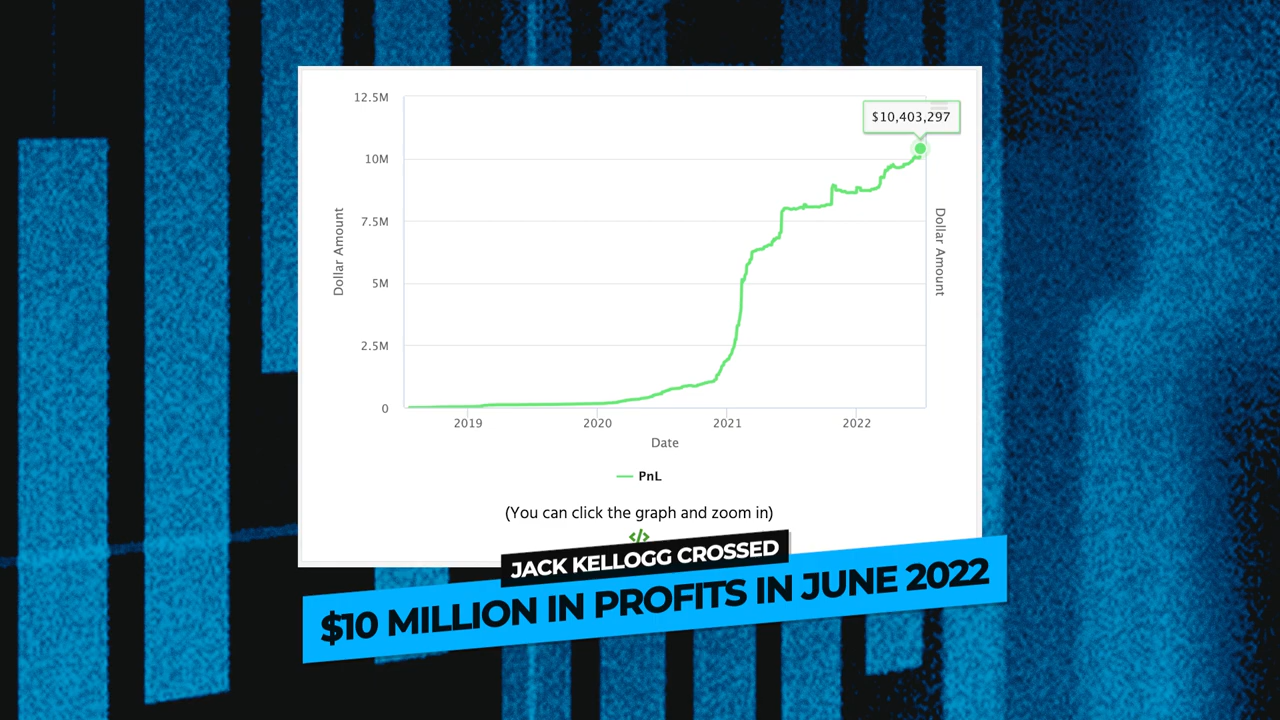 12.5M
$10,403,297
10M
7.5M
5M
2.5M
0
Dollar Amount
Dollar Amount
2019 2020 2021 2022
Date
PnL
(You can click the graph and zoom in)
</>
JACK KELLOGG CROSSED
$10 MILLION IN PROFITS IN JUNE 2022